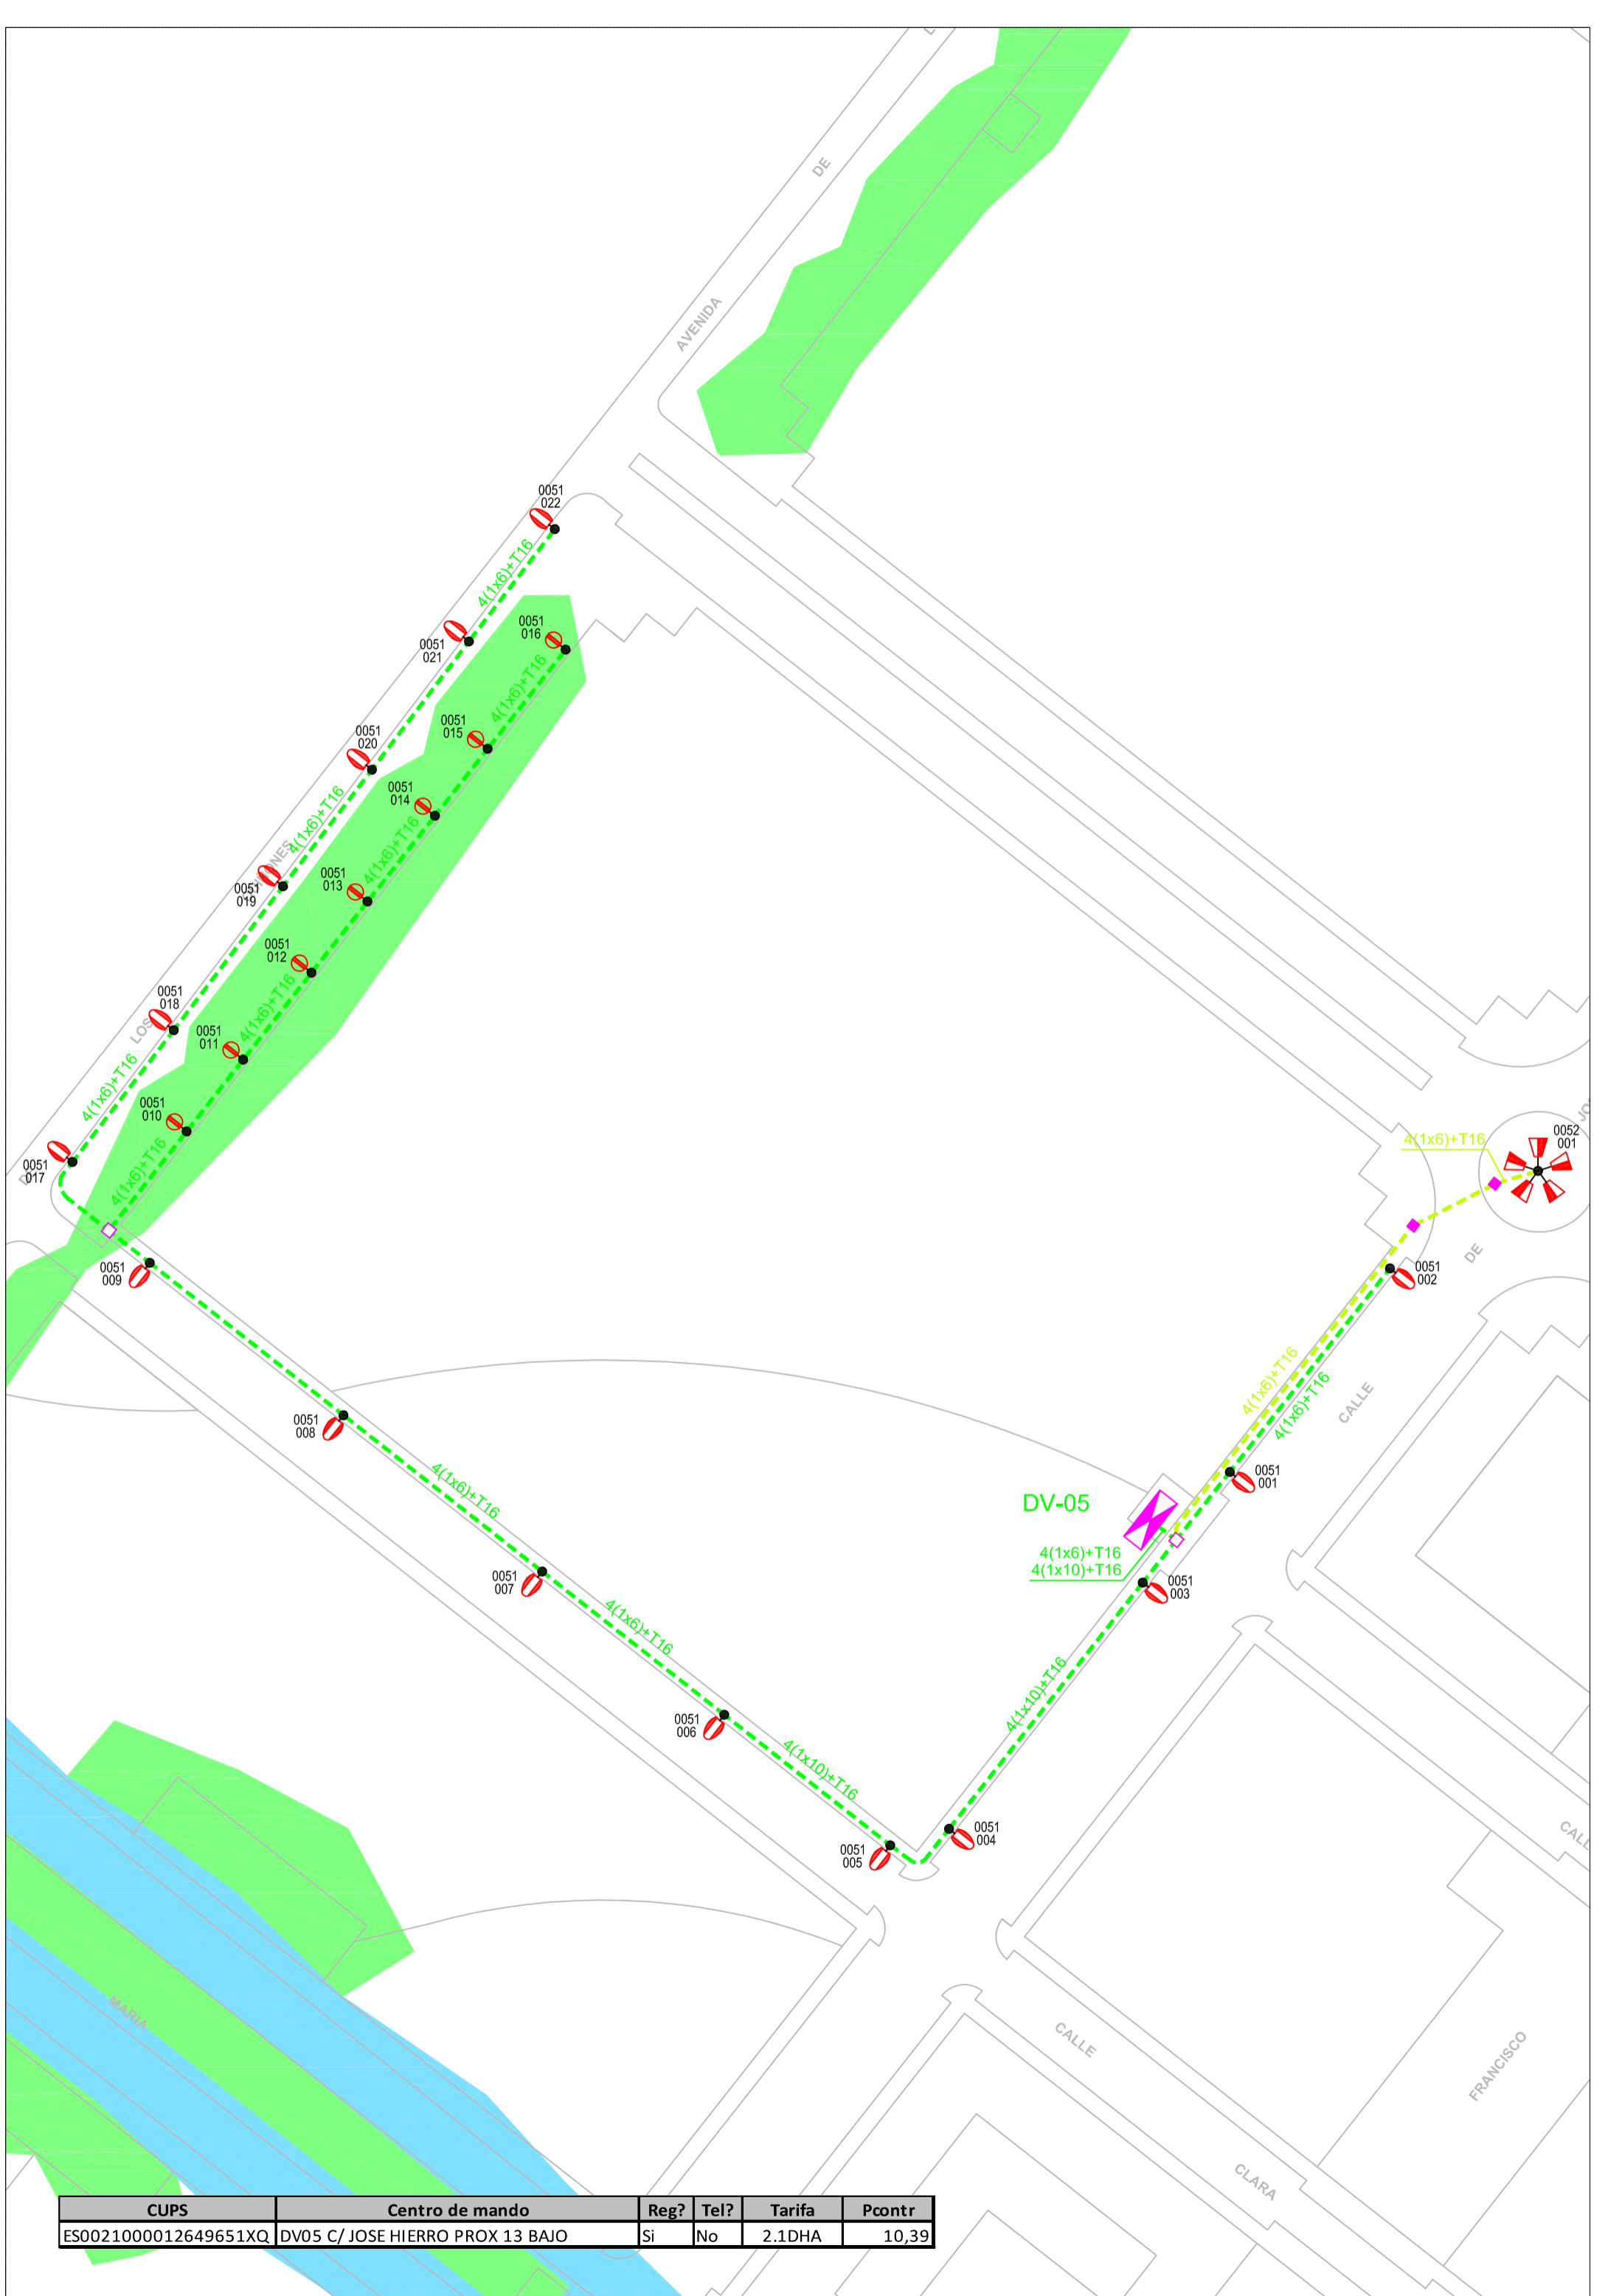 DE
AVENIDA
0051
022
4(1x6)+T16
0051
021
0051
016
4(1x6)+T16
0051
015
0051
020
0051
014
4(1x6)+T16
4(1x6)+T16
0051
013
0051
019
0051
012
4(1x6)+T16
0051
018
LOS
0051
011
4(1x6)+T16
0051
010
4(1x6)+T16
0051
017
0051
009
4(1x6)+T16
0052
001
DE
0051
002
4(1x6)+T16
4(1x6)+T16
CALLE
0051
008
4(1x6)+T16
0051
001
DV-05
4(1x6)+T16
4(1x10)+T16
0051
007
0051
003
4(1x6)+T16
4(1x10)+T16
0051
006
4(1x10)+T16
0051
004
0051
005
MARIA
CALLE
FRANCISCO
CLARA
CUPS Centro de mando Reg? Tel? Tarifa Pcontr
ES0021000012649651XQ DV05 C/ JOSE HIERRO PROX 13 BAJO Si No 2.1DHA 10,39